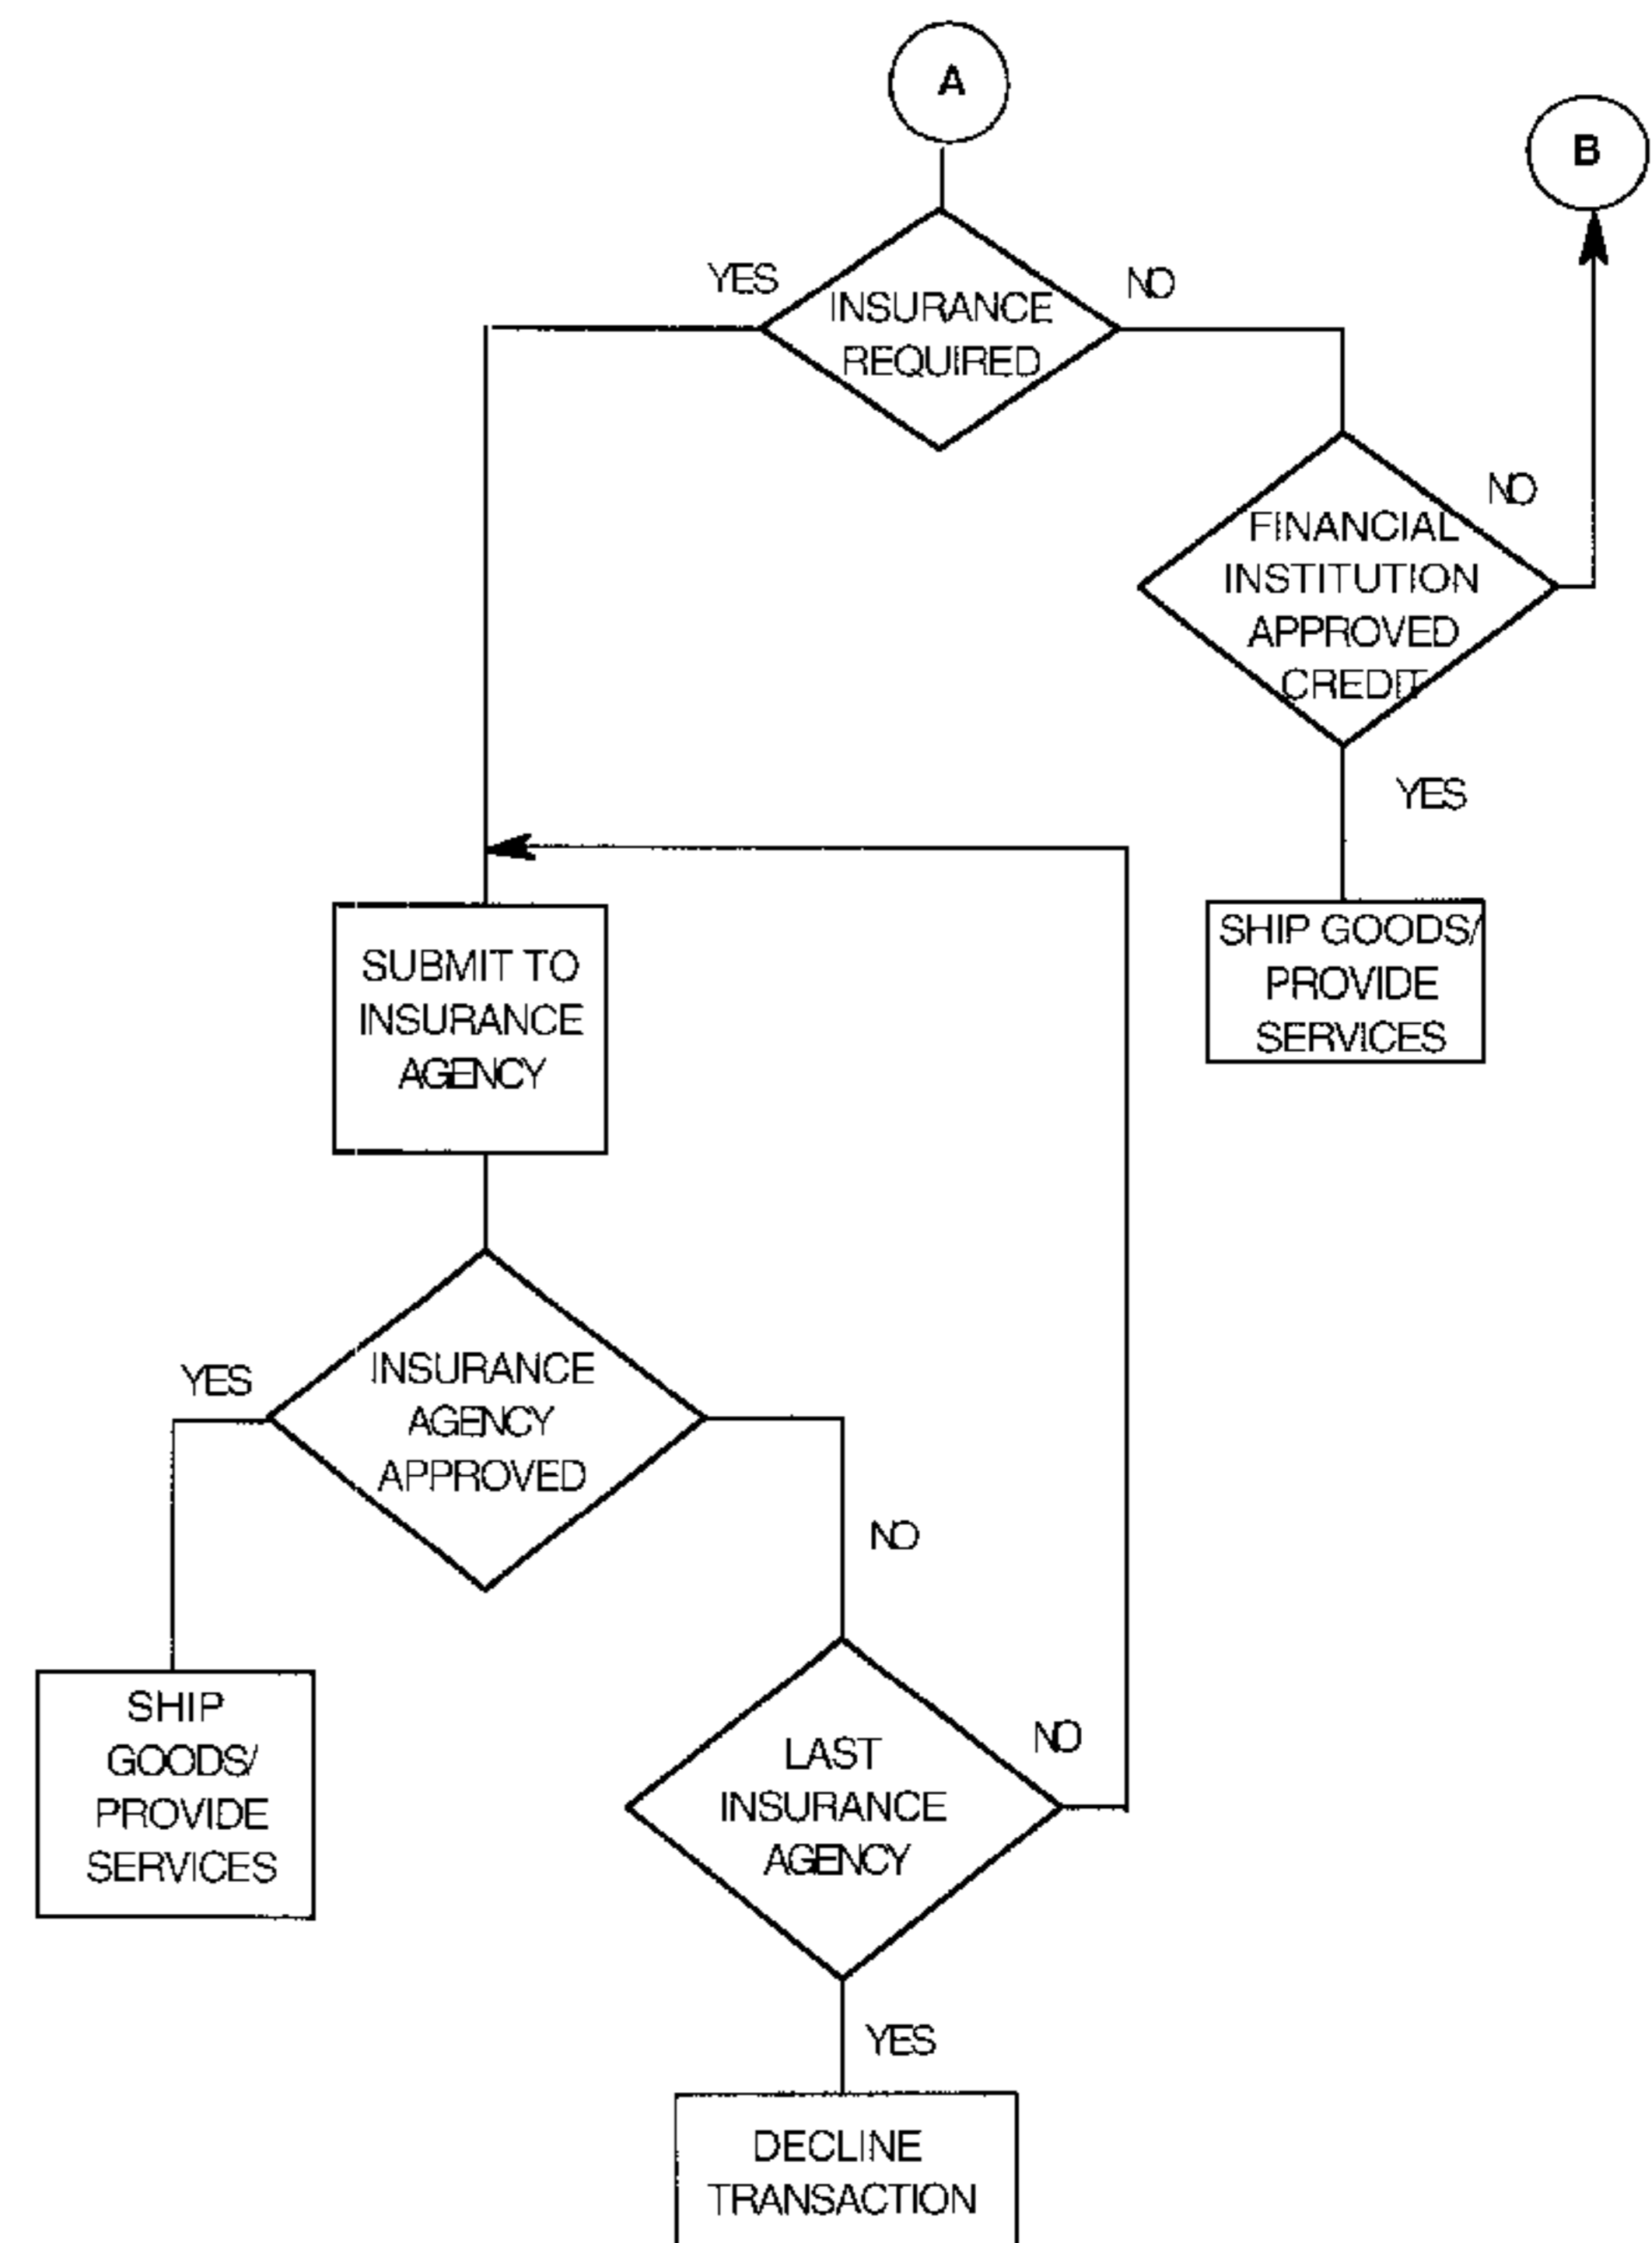 A
B
YES
INSURANCE
REQUIRED
NO
FINANCIAL
INSTITUTION
APPROVED
CREDIT
NO
YES
SHIP GOODS/
PROVIDE
SERVICES
SUBMIT TO
INSURANCE
AGENCY
YES
INSURANCE
AGENCY
APPROVED
NO
SHIP
GOODS/
PROVIDE
SERVICES
LAST
INSURANCE
AGENCY
NO
YES
DECLINE
TRANSACTION